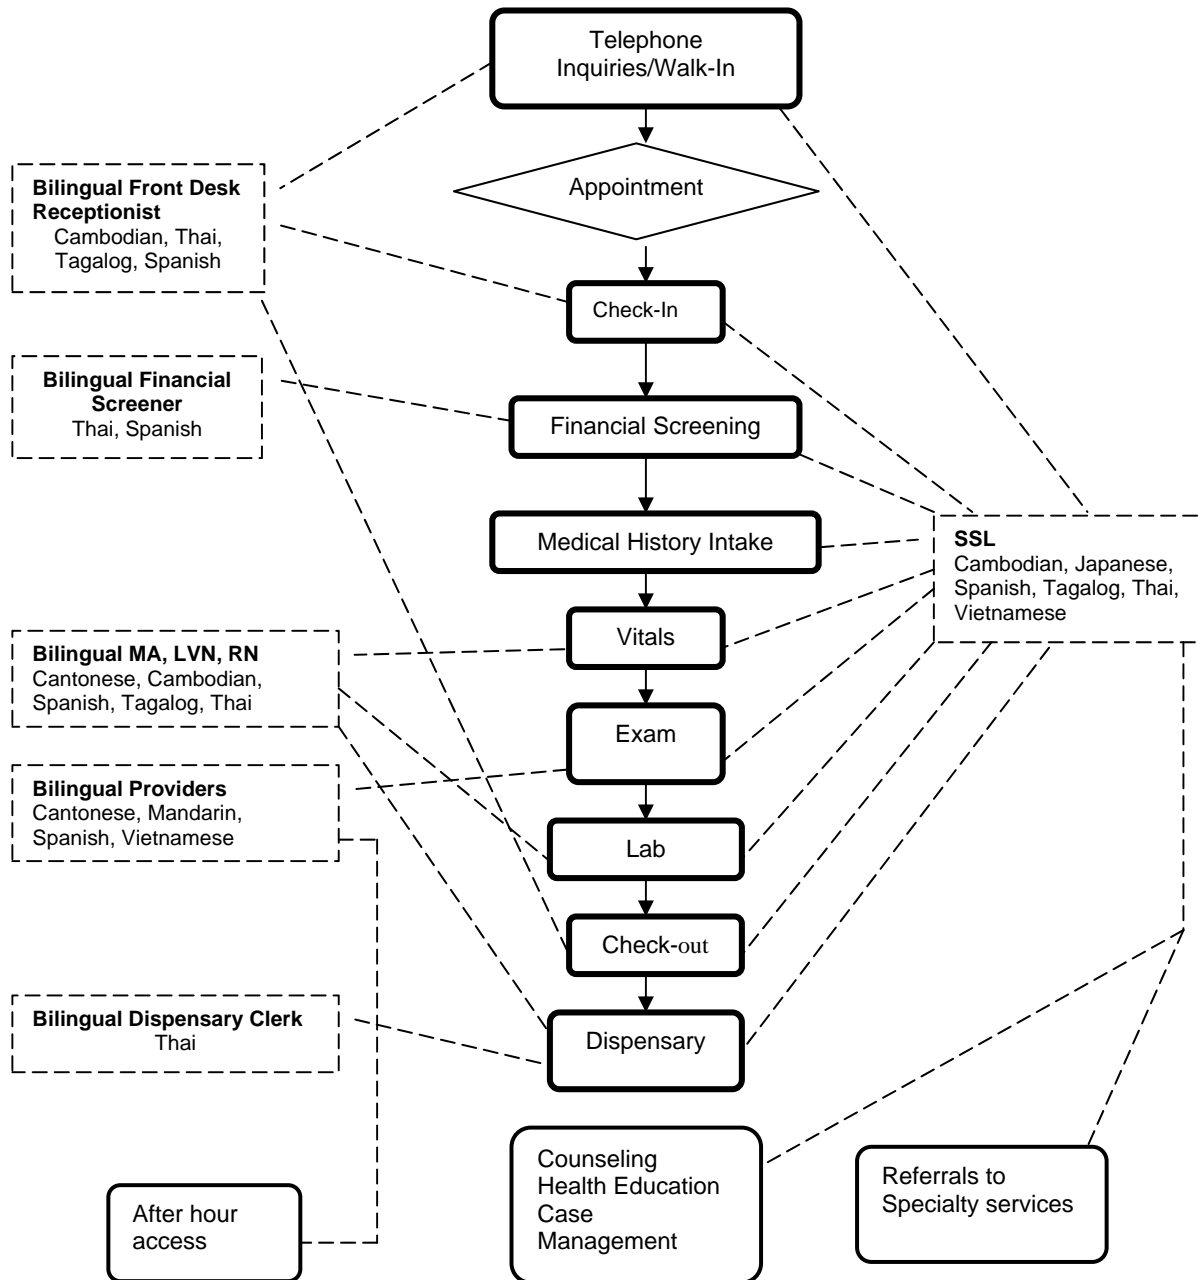 Telephone
Inquiries/Walk-In
Appointment
Bilingual Front Desk
Receptionist
Cambodian, Thai,
Tagalog, Spanish
Check-In
Bilingual Financial
Screener
Thai, Spanish
Financial Screening
Medical History Intake
SSL
Cambodian, Japanese,
Spanish, Tagalog, Thai,
Vietnamese
Vitals
Bilingual MA, LVN, RN
Cantonese, Cambodian,
Spanish, Tagalog, Thai
Exam
Bilingual Providers
Cantonese, Mandarin,
Spanish, Vietnamese
Lab
Check-out
Bilingual Dispensary Clerk
Thai
Dispensary
After hour
access
Counseling
Health Education
Case
Management
Referrals to
Specialty services